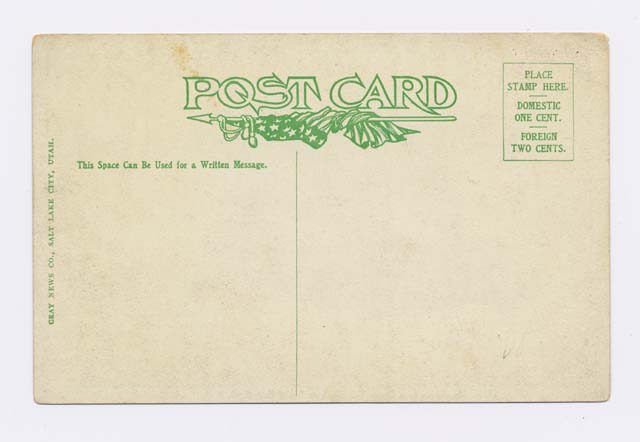 POST CARD
PLACE
STAMP HERE.
DOMESTIC
ONE CENT.
FOREIGN
TWO CENTS.
This Space Can Be Used for a Written Message.
GRAY NEWS CO., SALT LAKE CITY, UTAH.